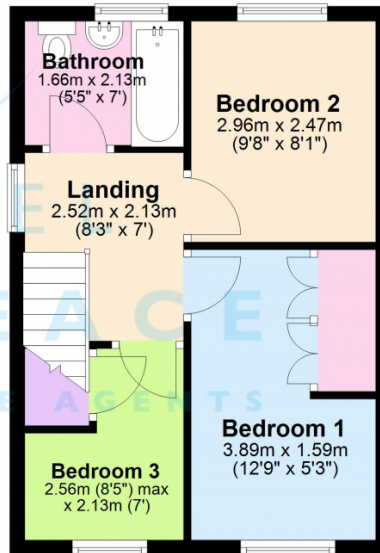 Bathroom
1.66m x 2.13m
(5'5" x 7')
Bedroom 2
2.96m x 2.47m
(9'8" x 8'1")
Landing
2.52m x 2.13m
(8'3" x 7')
Bedroom 1
3.89m x 1.59m
(12'9" x 5'3")
Bedroom 3
2.56m (8'5") max
x 2.13m (7')
AGENTS